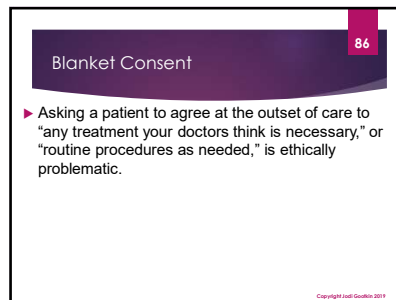 86
Blanket Consent
Asking a patient to agree at the outset of care to
“any treatment your doctors think is necessary,” or
“routine procedures as needed,” is ethically
problematic.
Copyright Jodi Goatkin 2019